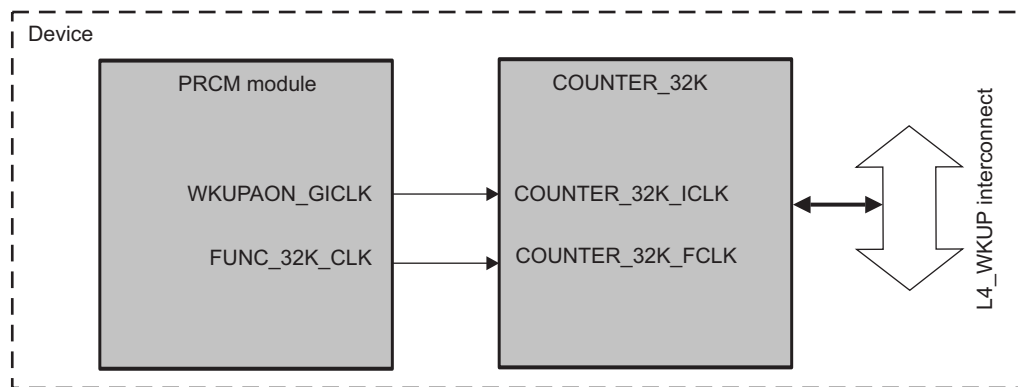 Device
PRCM module
COUNTER_32K
WKUPAON_GICLK
COUNTER_32K_ICLK
FUNC_32K_CLK
COUNTER_32K_FCLK
L4_WKUP interconnect